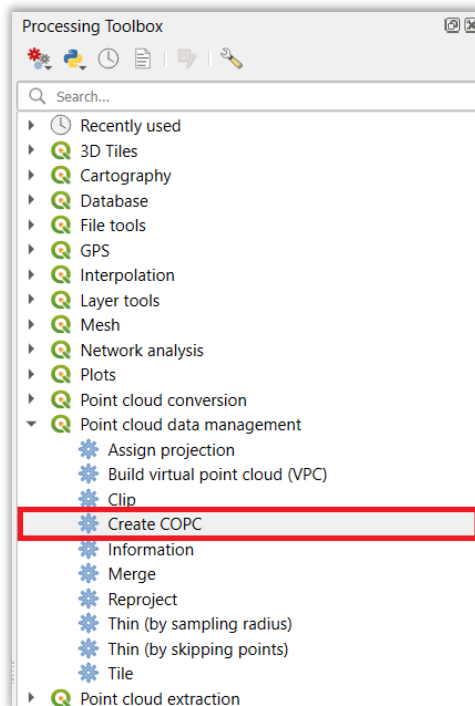 Processing Toolbox
Search...
Recently used
3D Tiles
Cartography
Database
File tools
GPS
Interpolation
Layer tools
Mesh
Network analysis
Plots
Point cloud conversion
Point cloud data management
Assign projection
Build virtual point cloud (VPC)
Clip
Create COPC
Information
Merge
Reproject
Thin (by sampling radius)
Thin (by skipping points)
Tile
Point cloud extraction